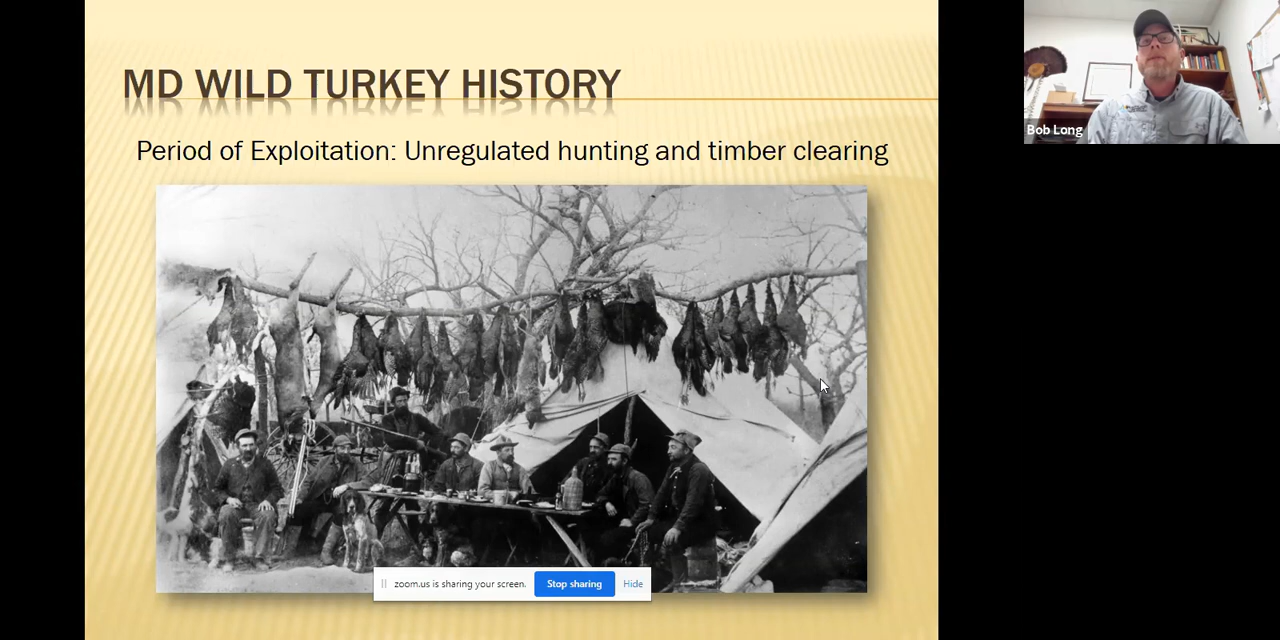 MD WILD TURKEY HISTORY
Period of Exploitation: Unregulated hunting and timber clearing
Bob Long
zoom.us is sharing your screen. Stop sharing Hide